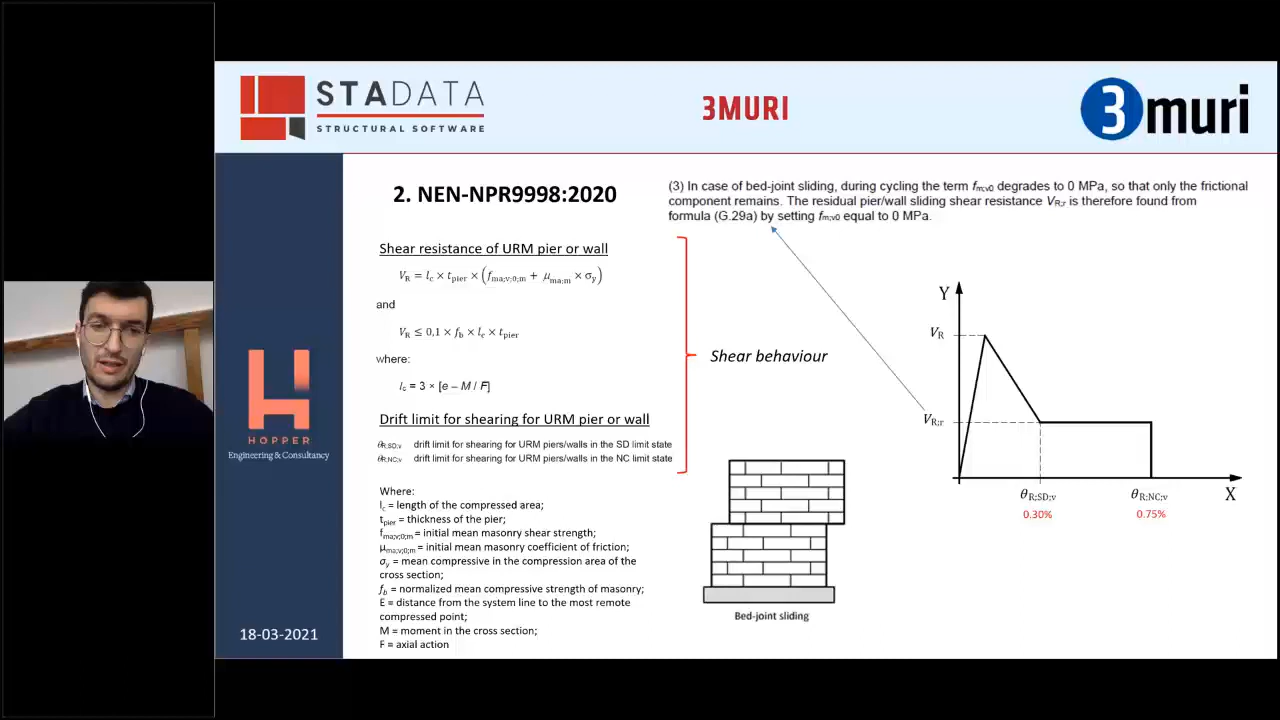 STADATA
STRUCTURAL SOFTWARE
3MURI
3muri
2. NEN-NPR9998:2020
(3) In case of bed-joint sliding, during cycling the term fm;v0 degrades to 0 MPa, so that only the frictional
component remains. The residual pier/wall sliding shear resistance VR;r is therefore found from
formula (G.29a) by setting fm;v0 equal to 0 MPa.
Shear resistance of URM pier or wall
VR = lc × tpier × (fma;v;0;m + μma;m × σy)
and
VR ≤ 0,1 × fb × lc × tpier
where:
lc = 3 × [e – M / F]
Drift limit for shearing for URM pier or wall
θR;SD;v drift limit for shearing for URM piers/walls in the SD limit state
θR;NC;v drift limit for shearing for URM piers/walls in the NC limit state
Where:
lc = length of the compressed area;
tpier = thickness of the pier;
fma;v;0;m = initial mean masonry shear strength;
μma;v;0;m = initial mean masonry coefficient of friction;
σy = mean compressive in the compression area of the
cross section;
fb = normalized mean compressive strength of masonry;
E = distance from the system line to the most remote
compressed point;
M = moment in the cross section;
F = axial action
Shear behaviour
Y
VR
VR;r
θR;SD;v
θR;NC;v
X
0.30%
0.75%
Bed-joint sliding
HOPPER
Engineering & Consultancy
18-03-2021